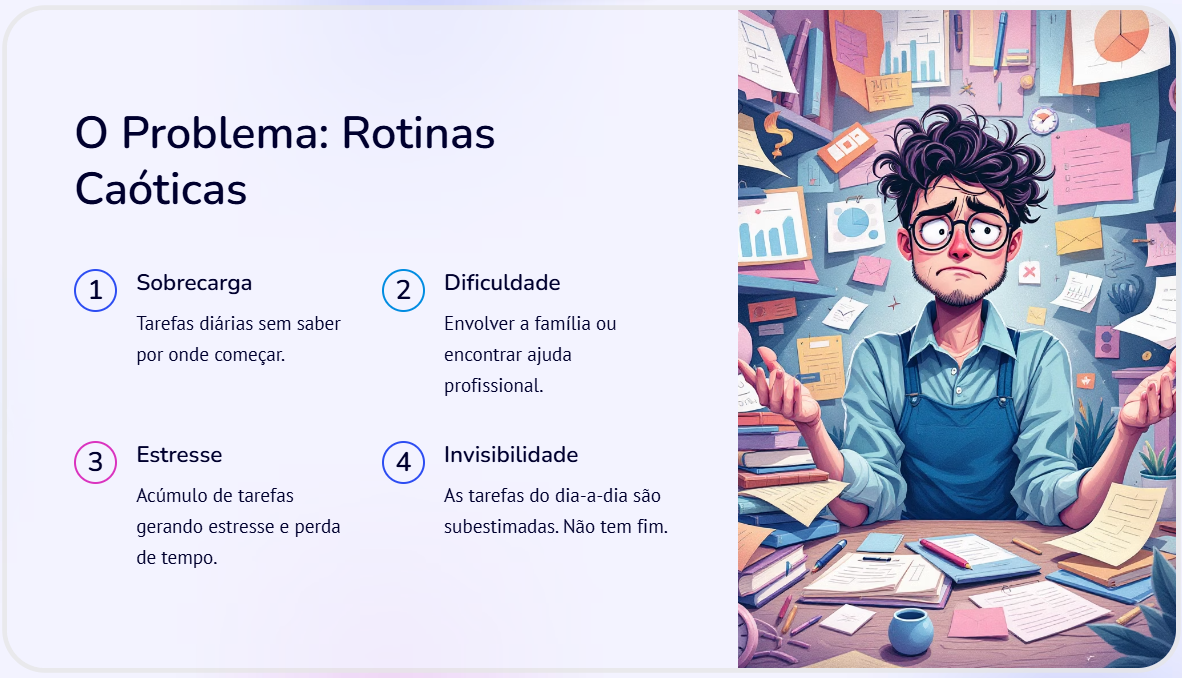 O Problema: Rotinas
Caóticas
1
Sobrecarga
Tarefas diárias sem saber
por onde começar.
2
Dificuldade
Envolver a família ou
encontrar ajuda
profissional.
3
Estresse
Acúmulo de tarefas
gerando estresse e perda
de tempo.
4
Invisibilidade
As tarefas do dia-a-dia são
subestimadas. Não tem fim.